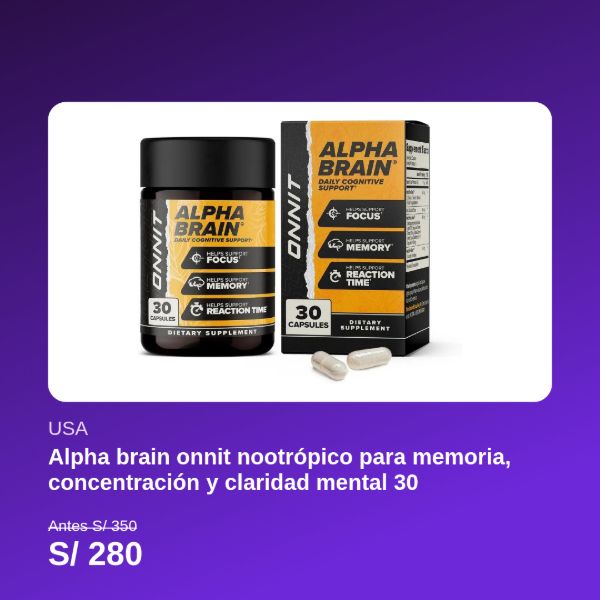 ONNIT
ALPHA
BRAIN®
DAILY COGNITIVE SUPPORT*
HELPS SUPPORT
FOCUS*
HELPS SUPPORT
MEMORY*
HELPS SUPPORT
REACTION TIME*
30
CAPSULES
DIETARY SUPPLEMENT
ONNIT
ALPHA
BRAIN®
DAILY COGNITIVE
SUPPORT*
HELPS SUPPORT
FOCUS*
HELPS SUPPORT
MEMORY*
HELPS SUPPORT
REACTION
TIME*
30
CAPSULES
DIETARY
SUPPLEMENT
USA
Alpha brain onnit nootrópico para memoria,
concentración y claridad mental 30
Antes S/ 350
S/ 280